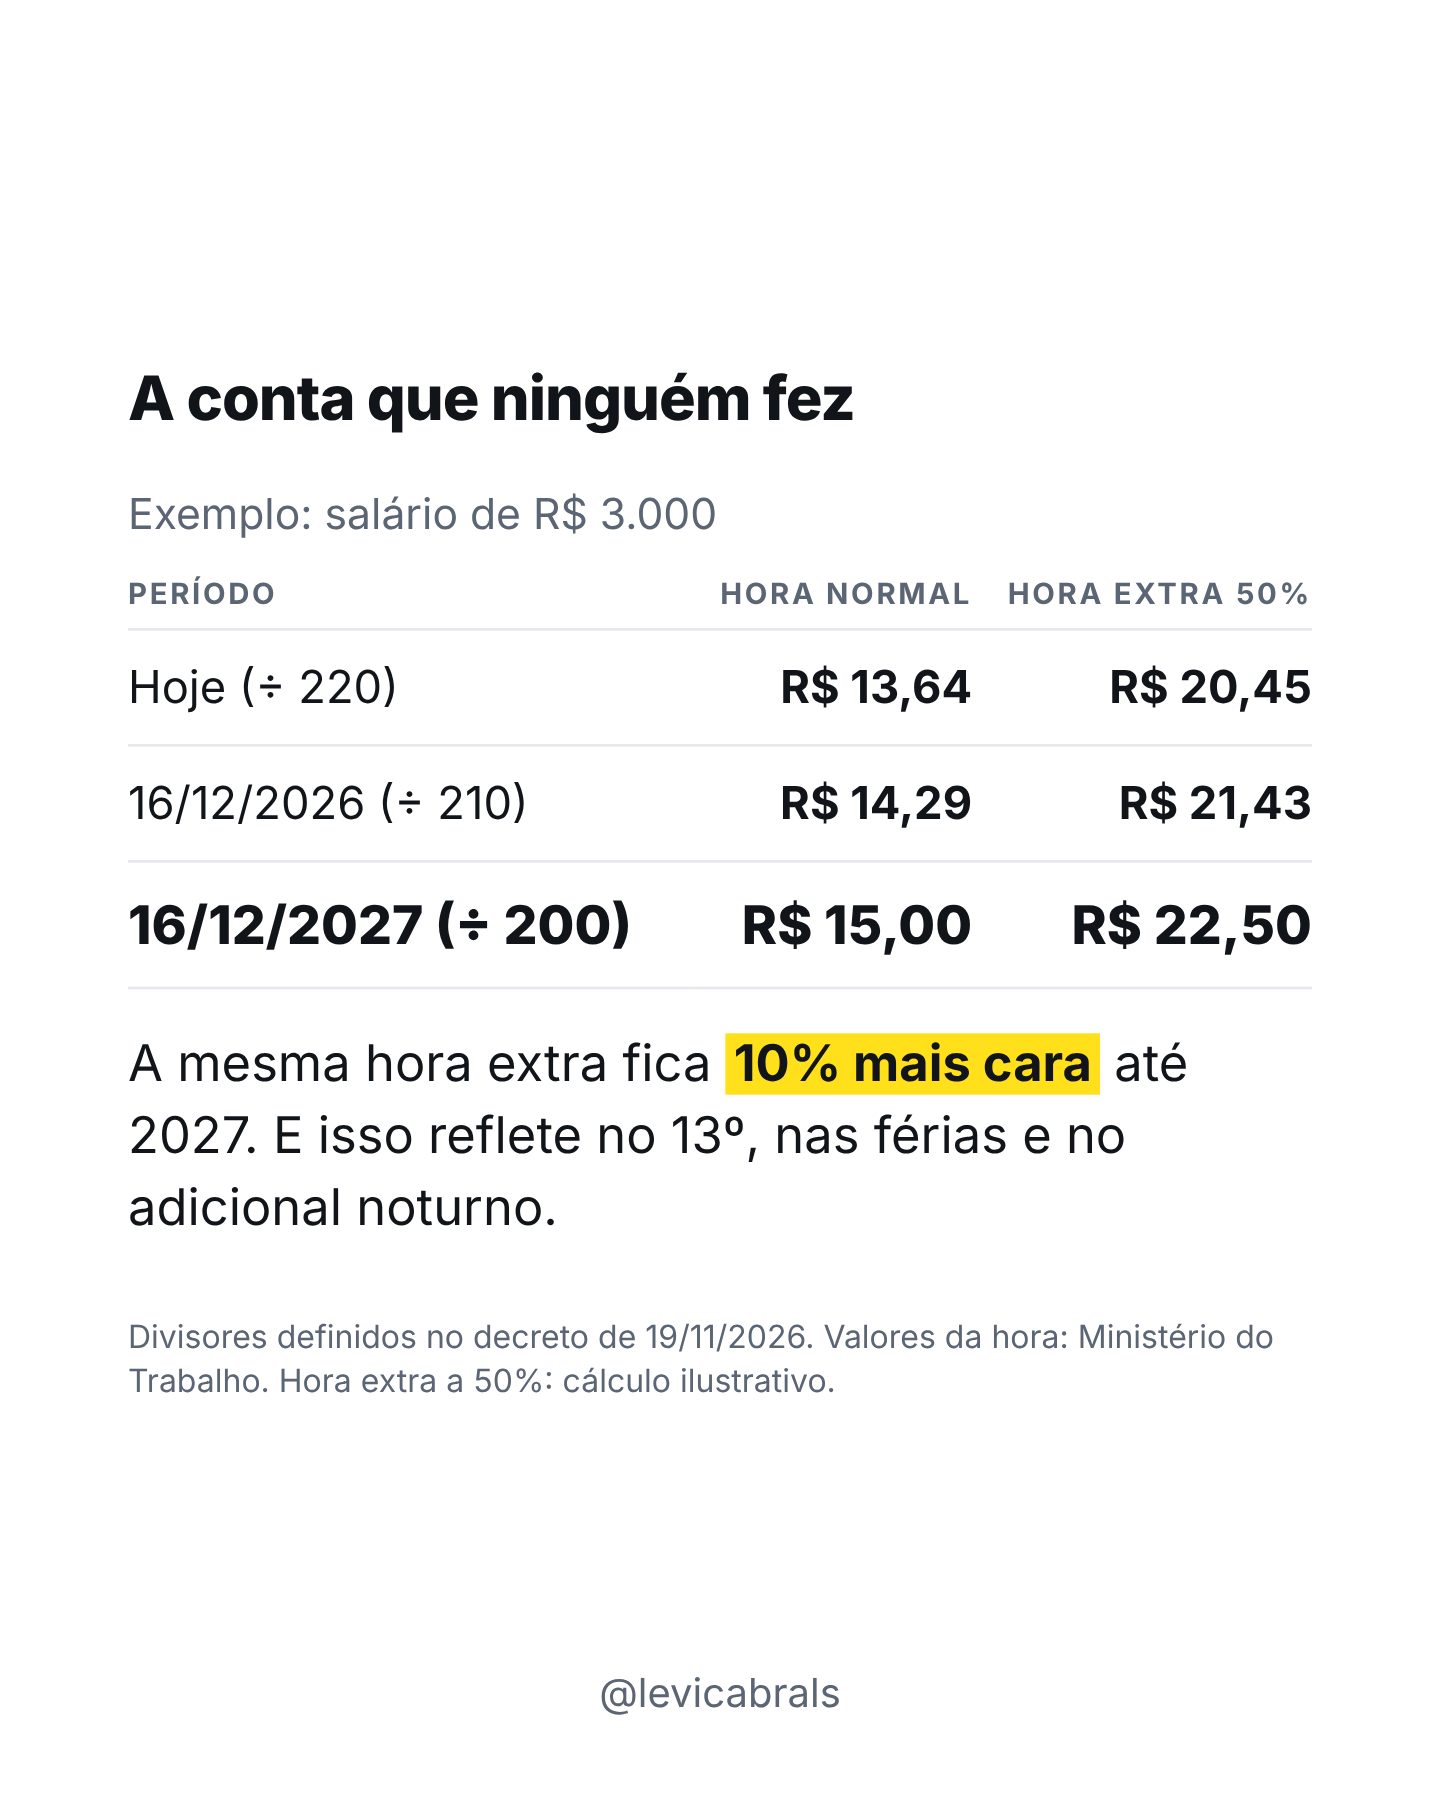 A conta que ninguém fez
Exemplo: salário de R$ 3.000
PERÍODO HORA NORMAL HORA EXTRA 50%
Hoje (÷ 220) R$ 13,64 R$ 20,45
16/12/2026 (÷ 210) R$ 14,29 R$ 21,43
16/12/2027 (÷ 200) R$ 15,00 R$ 22,50
A mesma hora extra fica 10% mais cara até
2027. E isso reflete no 13º, nas férias e no
adicional noturno.
Divisores definidos no decreto de 19/11/2026. Valores da hora: Ministério do
Trabalho. Hora extra a 50%: cálculo ilustrativo.
@levicabrals